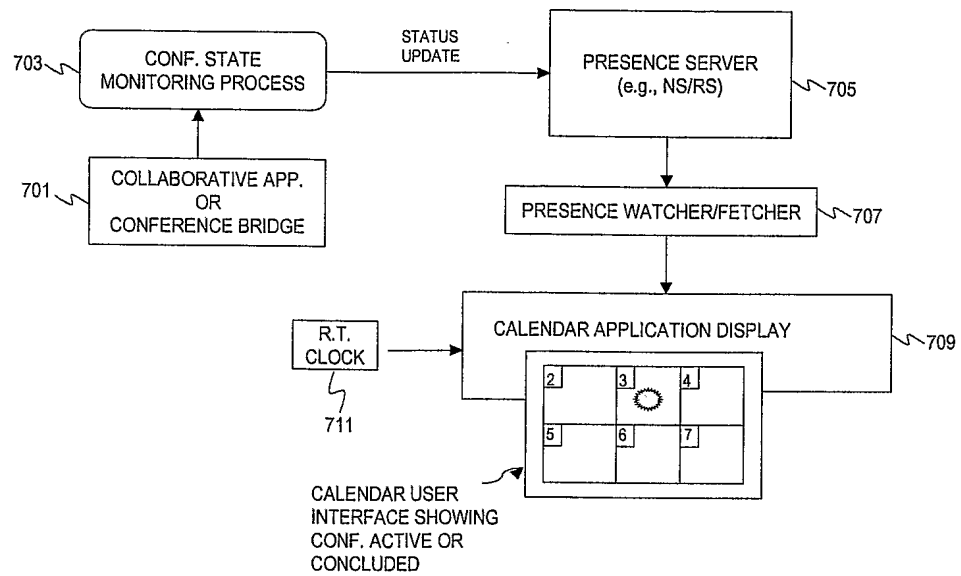 703
CONF. STATE
MONITORING PROCESS
STATUS
UPDATE
PRESENCE SERVER
(e.g., NS/RS)
705
701
COLLABORATIVE APP.
OR
CONFERENCE BRIDGE
PRESENCE WATCHER/FETCHER
707
R.T.
CLOCK
711
CALENDAR APPLICATION DISPLAY
709
2 3 4
5 6 7
CALENDAR USER
INTERFACE SHOWING
CONF. ACTIVE OR
CONCLUDED